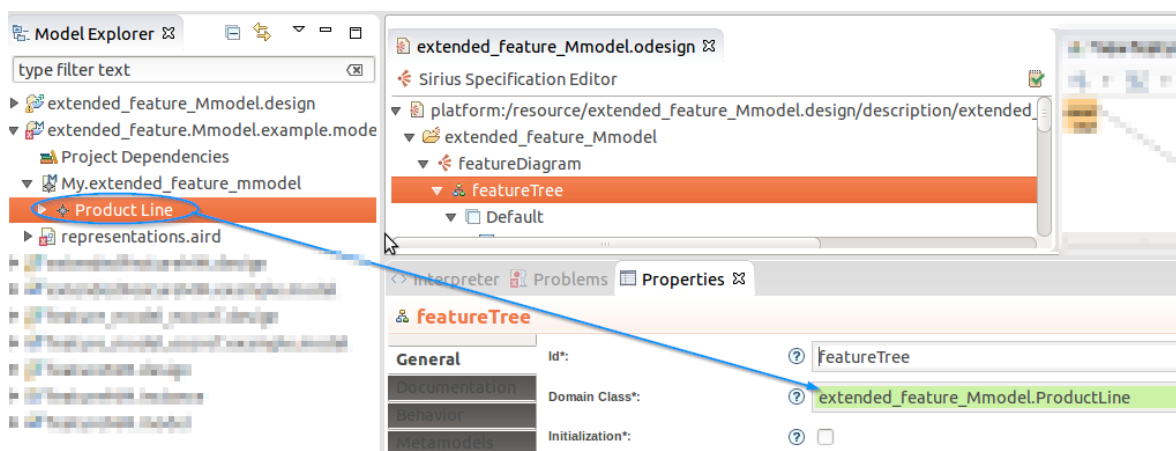 Model Explorer
type filter text
extended_feature_Mmodel.design
extended_feature.Mmodel.example.mode
Project Dependencies
My.extended_feature_mmodel
Product Line
representations.aird
extended_feature_Mmodel.odesign
Sirius Specification Editor
platform:/resource/extended_feature_Mmodel.design/description/extended_
extended_feature_Mmodel
featureDiagram
featureTree
Default
Interpreter
Problems
Properties
featureTree
General
Documentation
Behavior
Metamodels
Id*:
featureTree
Domain Class*:
extended_feature_Mmodel.ProductLine
Initialization*: